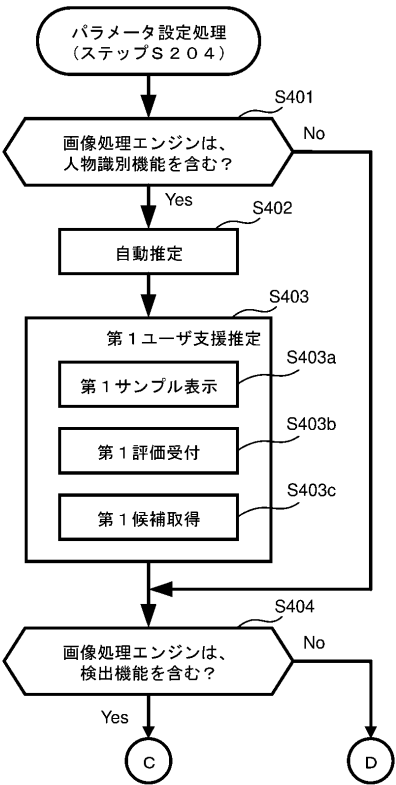 パラメータ設定処理
(ステップS204)
S401
画像処理エンジンは、
人物識別機能を含む?
No
Yes
S402
自動推定
S403
第1ユーザ支援推定
S403a
第1サンプル表示
S403b
第1評価受付
S403c
第1候補取得
S404
画像処理エンジンは、
検出機能を含む?
No
Yes
C
D